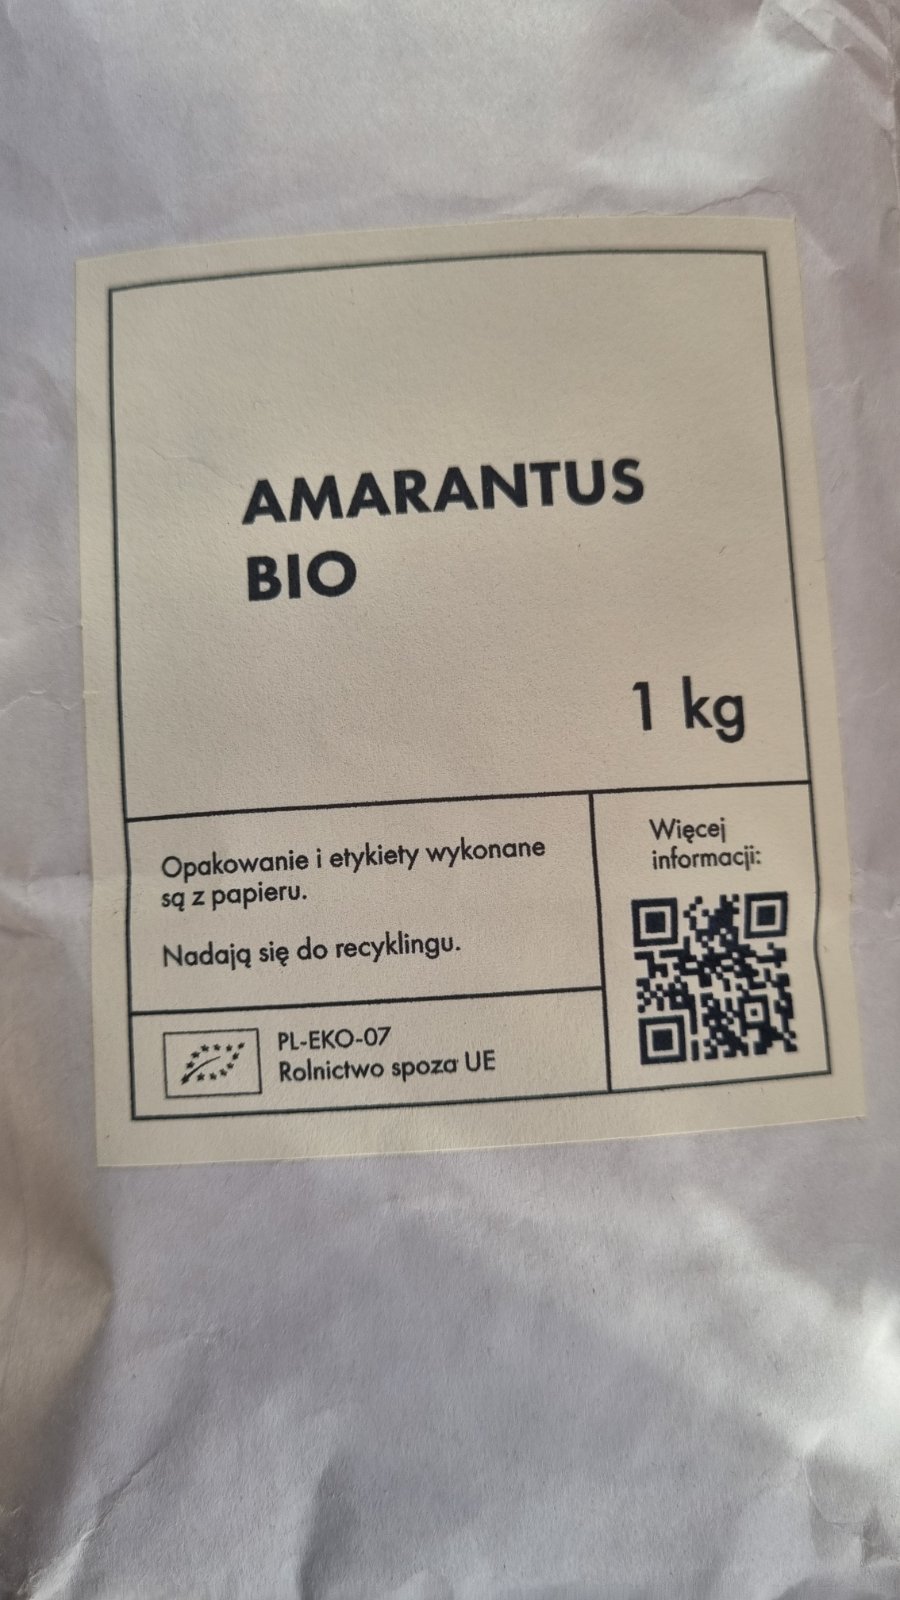 AMARANTUS
BIO
1 kg
Opakowanie i etykiety wykonane
są z papieru.
Nadają się do recyklingu.
Więcej
informacji:
PL-EKO-07
Rolnictwo spoza UE